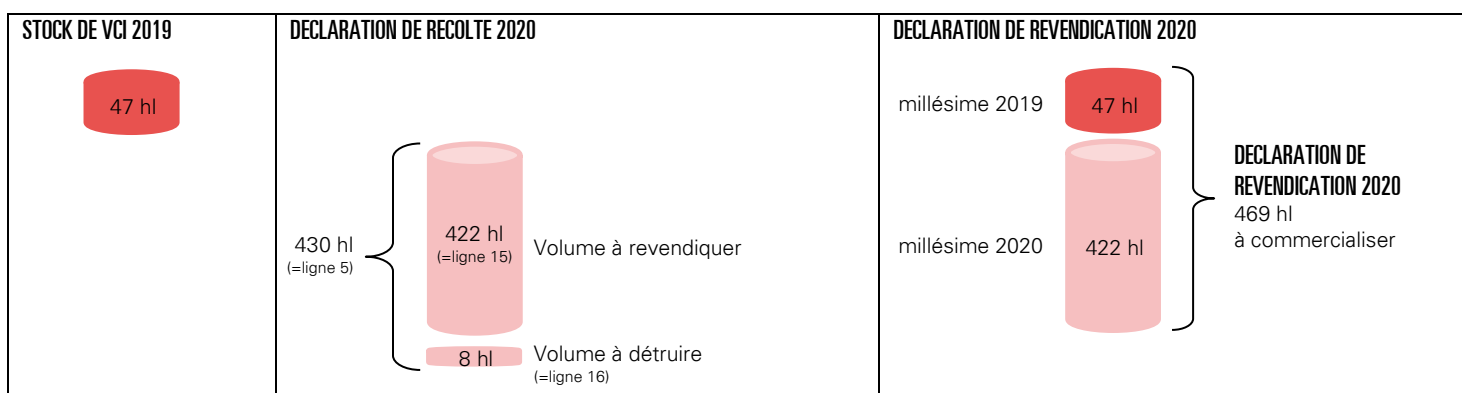 STOCK DE VCI 2019
47 hl
DECLARATION DE RECOLTE 2020
430 hl
(=ligne 5)
422 hl
(=ligne 15)
Volume à revendiquer
8 hl
Volume à détruire
(=ligne 16)
DECLARATION DE REVENDICATION 2020
millésime 2019
47 hl
millésime 2020
422 hl
DECLARATION DE
REVENDICATION 2020
469 hl
à commercialiser